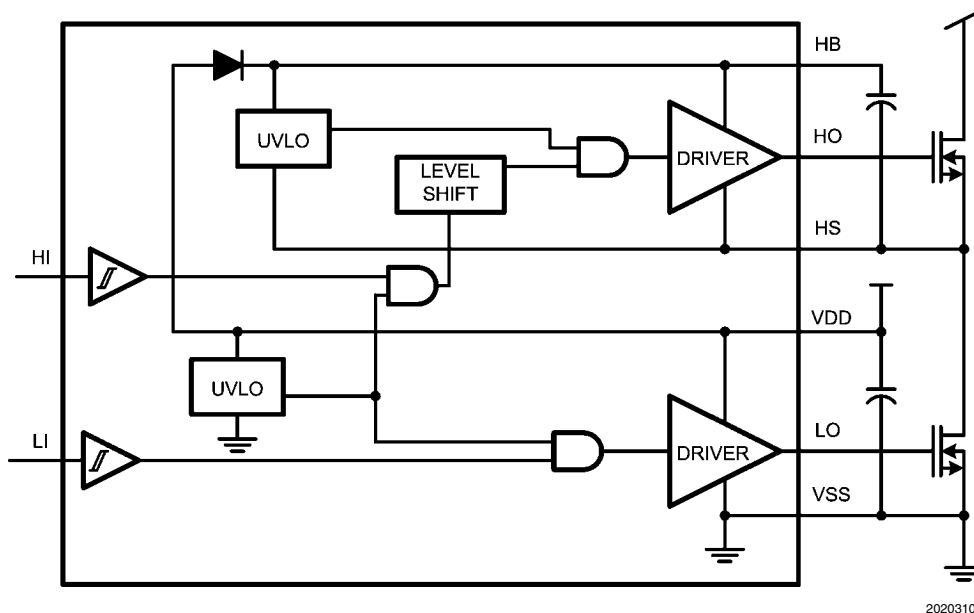 HB
UVLO
DRIVER
HO
LEVEL
SHIFT
HS
HI
VDD
UVLO
LI
DRIVER
LO
VSS
2020310